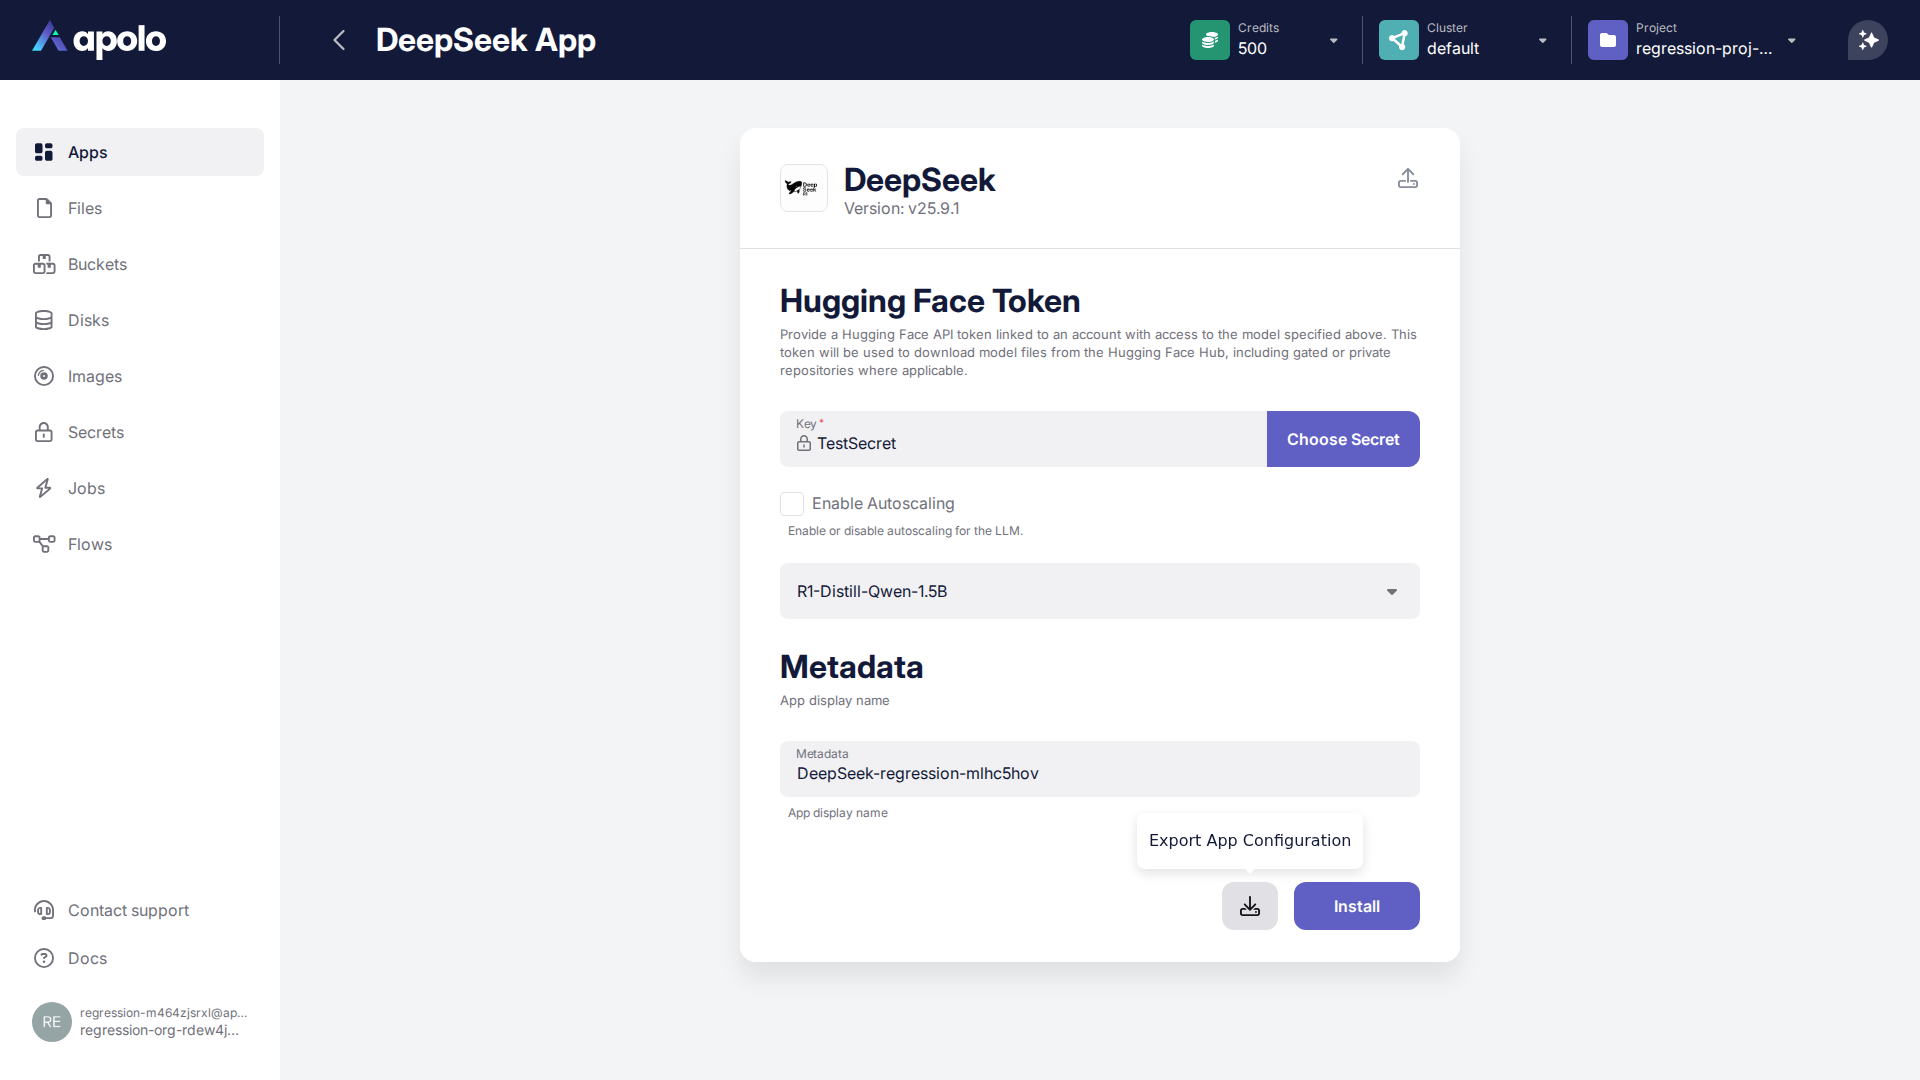 apolo
DeepSeek App
Credits
500
Cluster
default
Project
regression-proj-...
Apps
Files
Buckets
Disks
Images
Secrets
Jobs
Flows
Contact support
Docs
RE
regression-m464zjsrxl@ap...
regression-org-rdew4j...
Deep
Seek
DeepSeek
Version: v25.9.1
Hugging Face Token
Provide a Hugging Face API token linked to an account with access to the model specified above. This
token will be used to download model files from the Hugging Face Hub, including gated or private
repositories where applicable.
Key *
TestSecret
Choose Secret
Enable Autoscaling
Enable or disable autoscaling for the LLM.
R1-Distill-Qwen-1.5B
Metadata
App display name
Metadata
DeepSeek-regression-mlhc5hov
App display name
Export App Configuration
Install